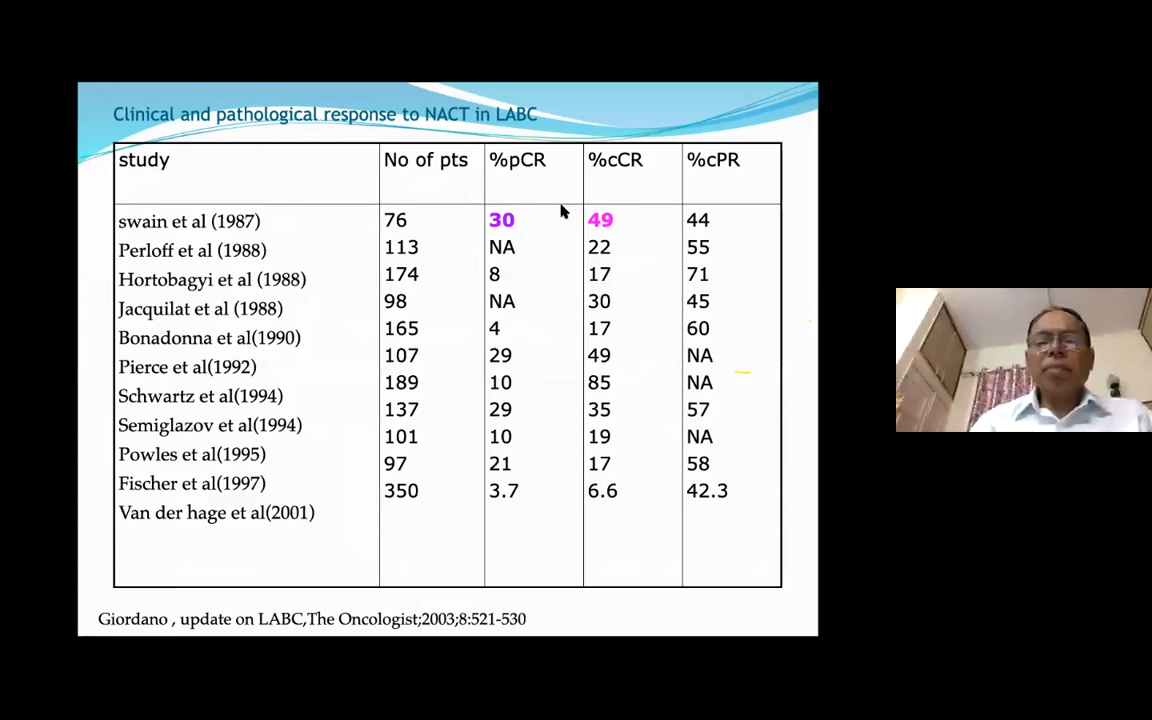 Clinical and pathological response to NACT in LABC
study No of pts %pCR %cCR %cPR
swain et al (1987) 76 30 49 44
Perloff et al (1988) 113 NA 22 55
Hortobagyi et al (1988) 174 8 17 71
Jacquilat et al (1988) 98 NA 30 45
Bonadonna et al(1990) 165 4 17 60
Pierce et al(1992) 107 29 49 NA
Schwartz et al(1994) 189 10 85 NA
Semiglazov et al(1994) 137 29 35 57
Powles et al(1995) 101 10 19 NA
Fischer et al(1997) 97 21 17 58
Van der hage et al(2001) 350 3.7 6.6 42.3
Giordano , update on LABC,The Oncologist;2003;8:521-530